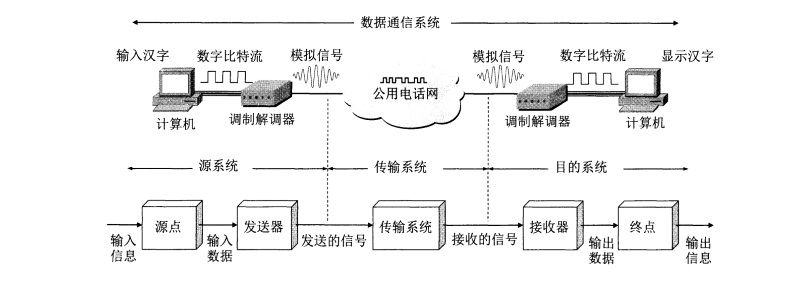 数据通信系统
输入汉字 数字比特流 模拟信号 模拟信号 数字比特流 显示汉字
公用电话网
计算机 调制解调器 调制解调器 计算机
源系统 传输系统 目的系统
源点 发送器 传输系统 接收器 终点
输入 输入 发送的信号 接收的信号 输出 输出
信息 数据 数据 信息